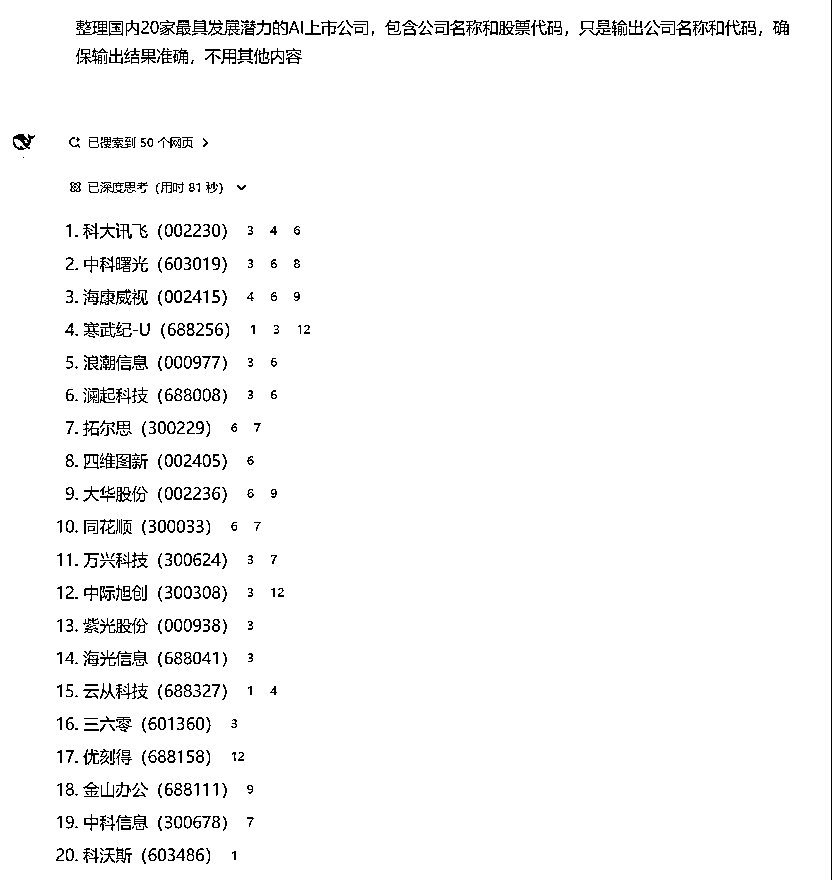 整理国内20家最具发展潜力的AI上市公司，包含公司名称和股票代码，只是输出公司名称和代码，确
保输出结果准确，不用其他内容
已搜索到 50 个网页 >
已深度思考（用时 81 秒）
1. 科大讯飞（002230） 3 4 6
2. 中科曙光（603019） 3 6 8
3. 海康威视（002415） 4 6 9
4. 寒武纪-U（688256） 1 3 12
5. 浪潮信息（000977） 3 6
6. 澜起科技（688008） 3 6
7. 拓尔思（300229） 6 7
8. 四维图新（002405） 6
9. 大华股份（002236） 6 9
10. 同花顺（300033） 6 7
11. 万兴科技（300624） 3 7
12. 中际旭创（300308） 3 12
13. 紫光股份（000938） 3
14. 海光信息（688041） 3
15. 云从科技（688327） 1 4
16. 三六零（601360） 3
17. 优刻得（688158） 12
18. 金山办公（688111） 9
19. 中科信息（300678） 7
20. 科沃斯（603486） 1